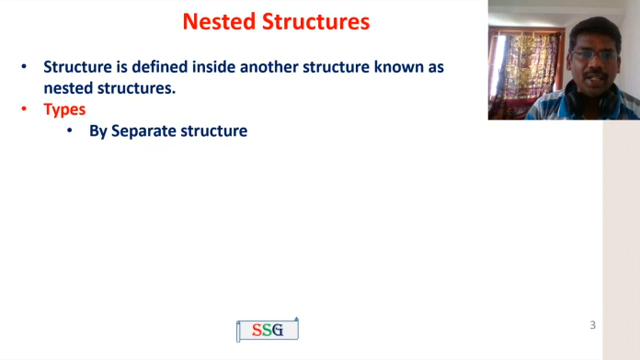 Nested Structures
• Structure is defined inside another structure known as
nested structures.
• Types
• By Separate structure
SSG
3